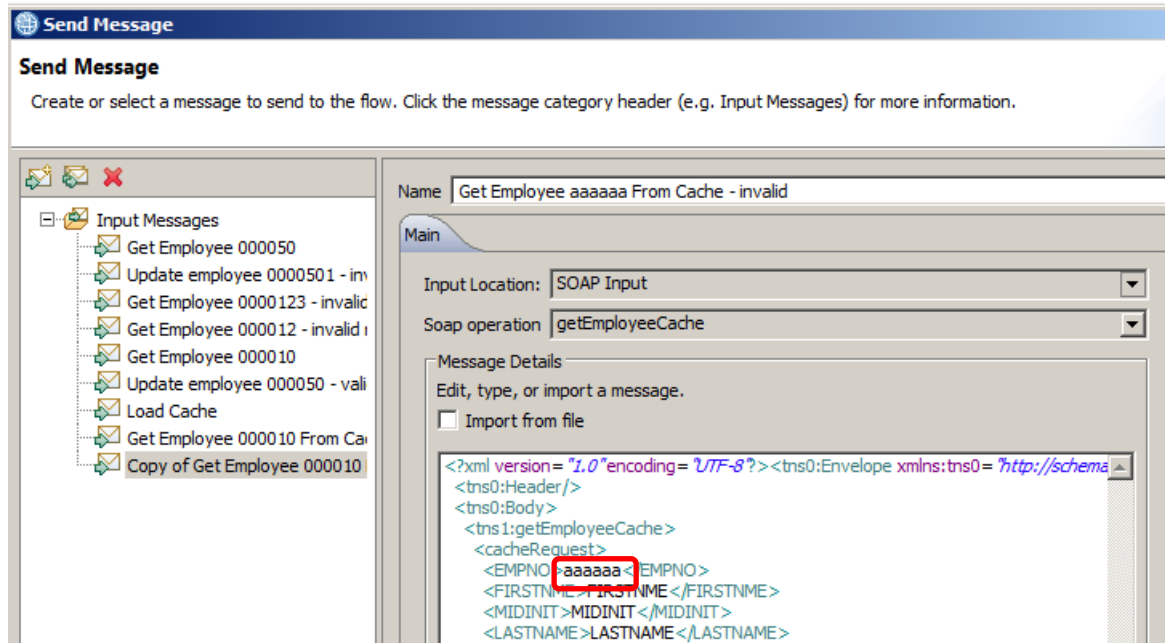 Send Message
Send Message
Create or select a message to send to the flow. Click the message category header (e.g. Input Messages) for more information.
Input Messages
Get Employee 000050
Update employee 0000501 - inv
Get Employee 0000123 - invalid
Get Employee 000012 - invalid r
Get Employee 000010
Update employee 000050 - vali
Load Cache
Get Employee 000010 From Ca
Copy of Get Employee 000010
Name Get Employee aaaaaa From Cache - invalid
Main
Input Location: SOAP Input
Soap operation getEmployeeCache
Message Details
Edit, type, or import a message.
Import from file
<?xml version="1.0"encoding="UTF-8"?><tns0:Envelope xmlns:tns0="http://schema
<tns0:Header/>
<tns0:Body>
<tns1:getEmployeeCache>
<cacheRequest>
<EMPNO>aaaaaa</EMPNO>
<FIRSTNME>FIRSTNME</FIRSTNME>
<MIDINIT>MIDINIT</MIDINIT>
<LASTNAME>LASTNAME</LASTNAME>